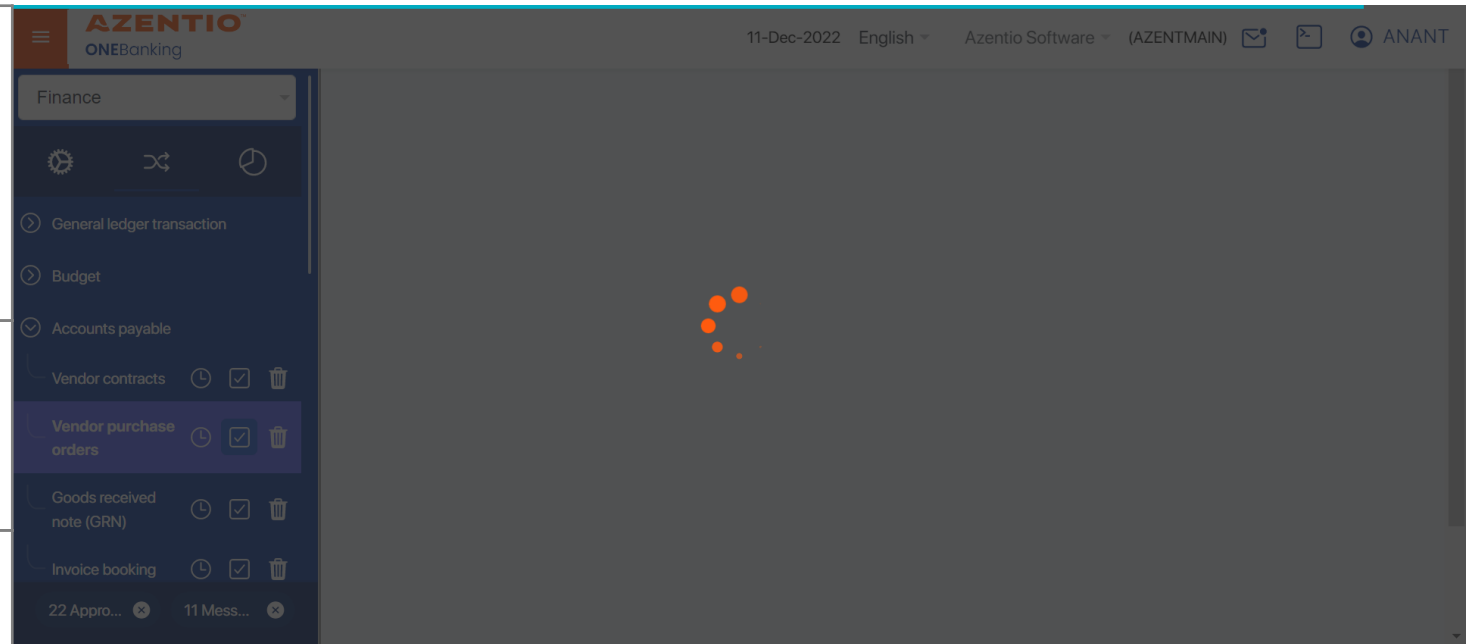 AZENTIO
ONEBanking
11-Dec-2022 English Azentio Software (AZENTMAIN) ANANT
Finance
General ledger transaction
Budget
Accounts payable
Vendor contracts
Vendor purchase
orders
Goods received
note (GRN)
Invoice booking
22 Appro... 11 Mess...